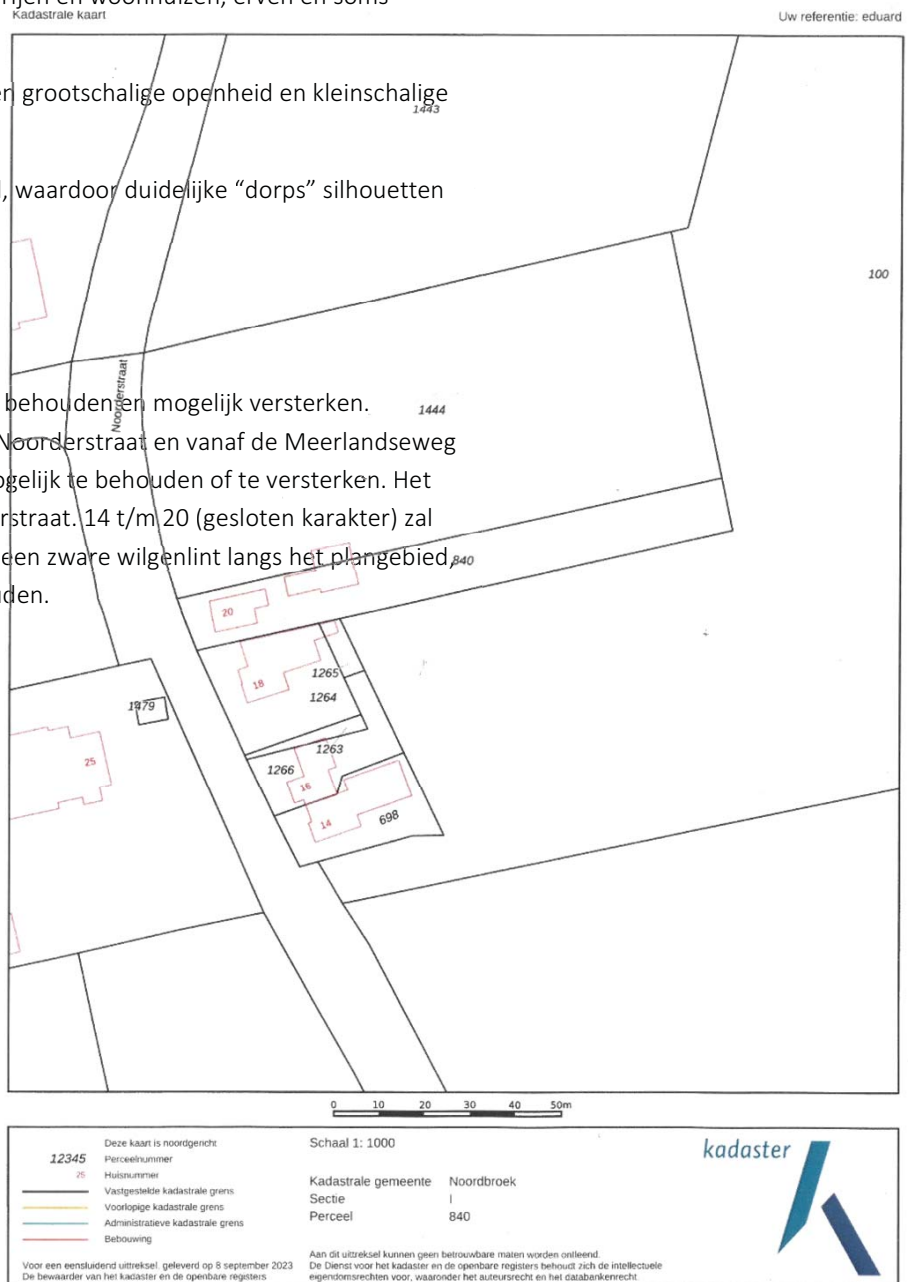 rijen en woonhuizen, erven en soms
Kadastrale kaart
Uw referentie: eduard
grootschalige openheid en kleinschalige
1443
waardoor duidelijke “dorps” silhouetten
100
Noorderstraat
behouden en mogelijk versterken.
1444
Noorderstraat en vanaf de Meerlandseweg
ogelijk te behouden of te versterken. Het
rstraat. 14 t/m 20 (gesloten karakter) zal
een zware wilgenlint langs het plangebied,
840
den.
20
18
1265
1264
1479
25
1263
1266
16
14
698
0 10 20 30 40 50m
Deze kaart is noordgericht
12345 Perceelnummer
25 Huisnummer
Vastgestelde kadastrale grens
Voorlopige kadastrale grens
Administratieve kadastrale grens
Bebouwing
Voor een eensluidend uittreksel, geleverd op 8 september 2023
De bewaarder van het kadaster en de openbare registers
Schaal 1: 1000
Kadastrale gemeente Noordbroek
Sectie I
Perceel 840
Aan dit uittreksel kunnen geen betrouwbare maten worden ontleend.
De Dienst voor het kadaster en de openbare registers behoudt zich de intellectuele
eigendomsrechten voor, waaronder het auteursrecht en het databankenrecht.
kadaster